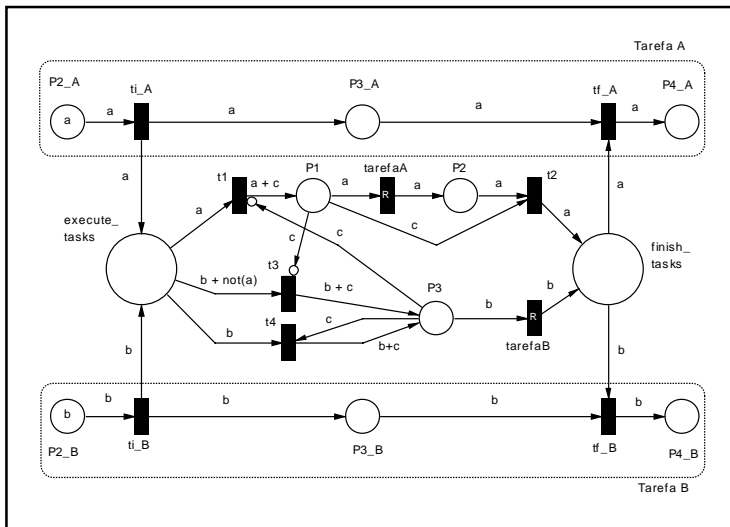 Tarefa A
P2_A
ti_A
P3_A
tf_A
P4_A
a
a
a
a
a
a
a
t1
a + c
P1
a
tarefaA
R
a
P2
a
t2
a
execute_
tasks
a
c
c
c
finish_
tasks
t3
b + not(a)
b + c
P3
b
b
R
tarefaB
b
t4
c
b+c
b
b
b
b
b
b
b
P2_B
ti_B
P3_B
tf_B
P4_B
Tarefa B